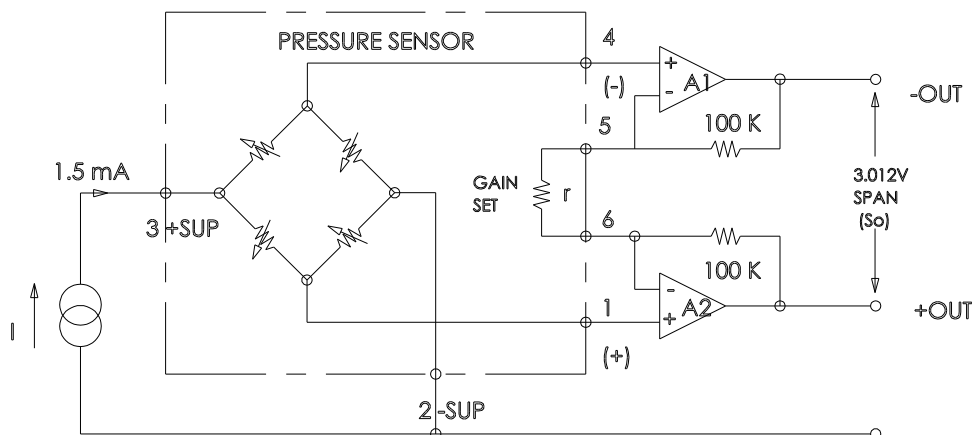 PRESSURE SENSOR
4
+
A1
(-)
-
-OUT
5
100 K
1.5 mA
GAIN
SET
r
3.012V
SPAN
(So)
3 +SUP
6
100 K
-
1
A2
+OUT
+
I
(+)
2 -SUP